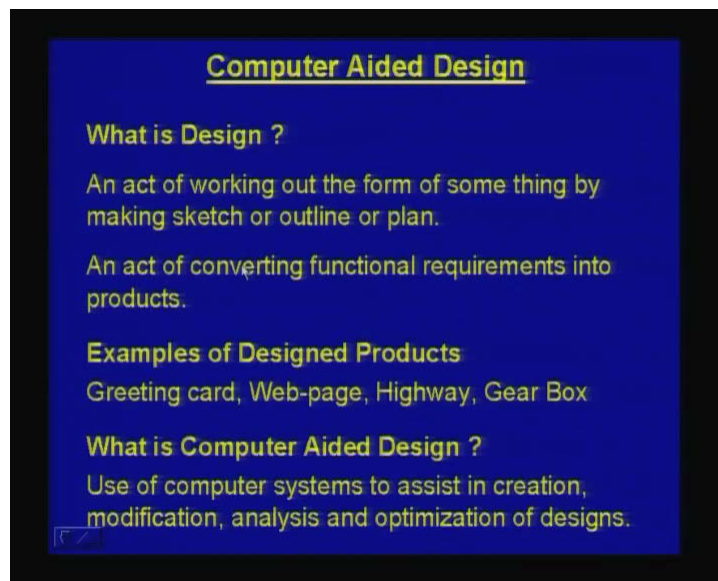 Computer Aided Design
What is Design ?
An act of working out the form of some thing by
making sketch or outline or plan.
An act of converting functional requirements into
products.
Examples of Designed Products
Greeting card, Web-page, Highway, Gear Box
What is Computer Aided Design ?
Use of computer systems to assist in creation,
modification, analysis and optimization of designs.